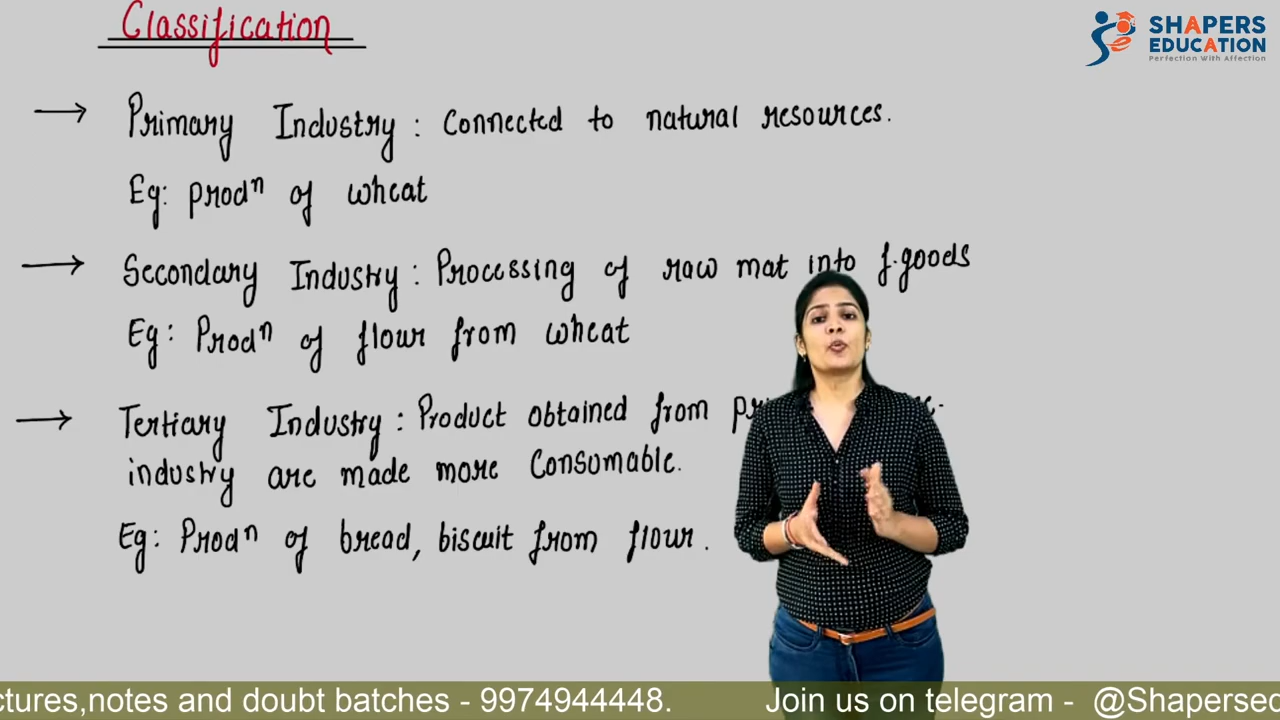 Classification
SHAPERS
EDUCATION
Perfection With Affection
→ Primary Industry : Connected to natural resources.
Eg: prodⁿ of wheat
→ Secondary Industry : Processing of raw mat into f.goods
Eg: Prodⁿ of flour from wheat
→ Tertiary Industry : Product obtained from
industry are made more Consumable.
Eg: Prodⁿ of bread, biscuit from flour.
ctures,notes and doubt batches - 9974944448. Join us on telegram - @Shapersec